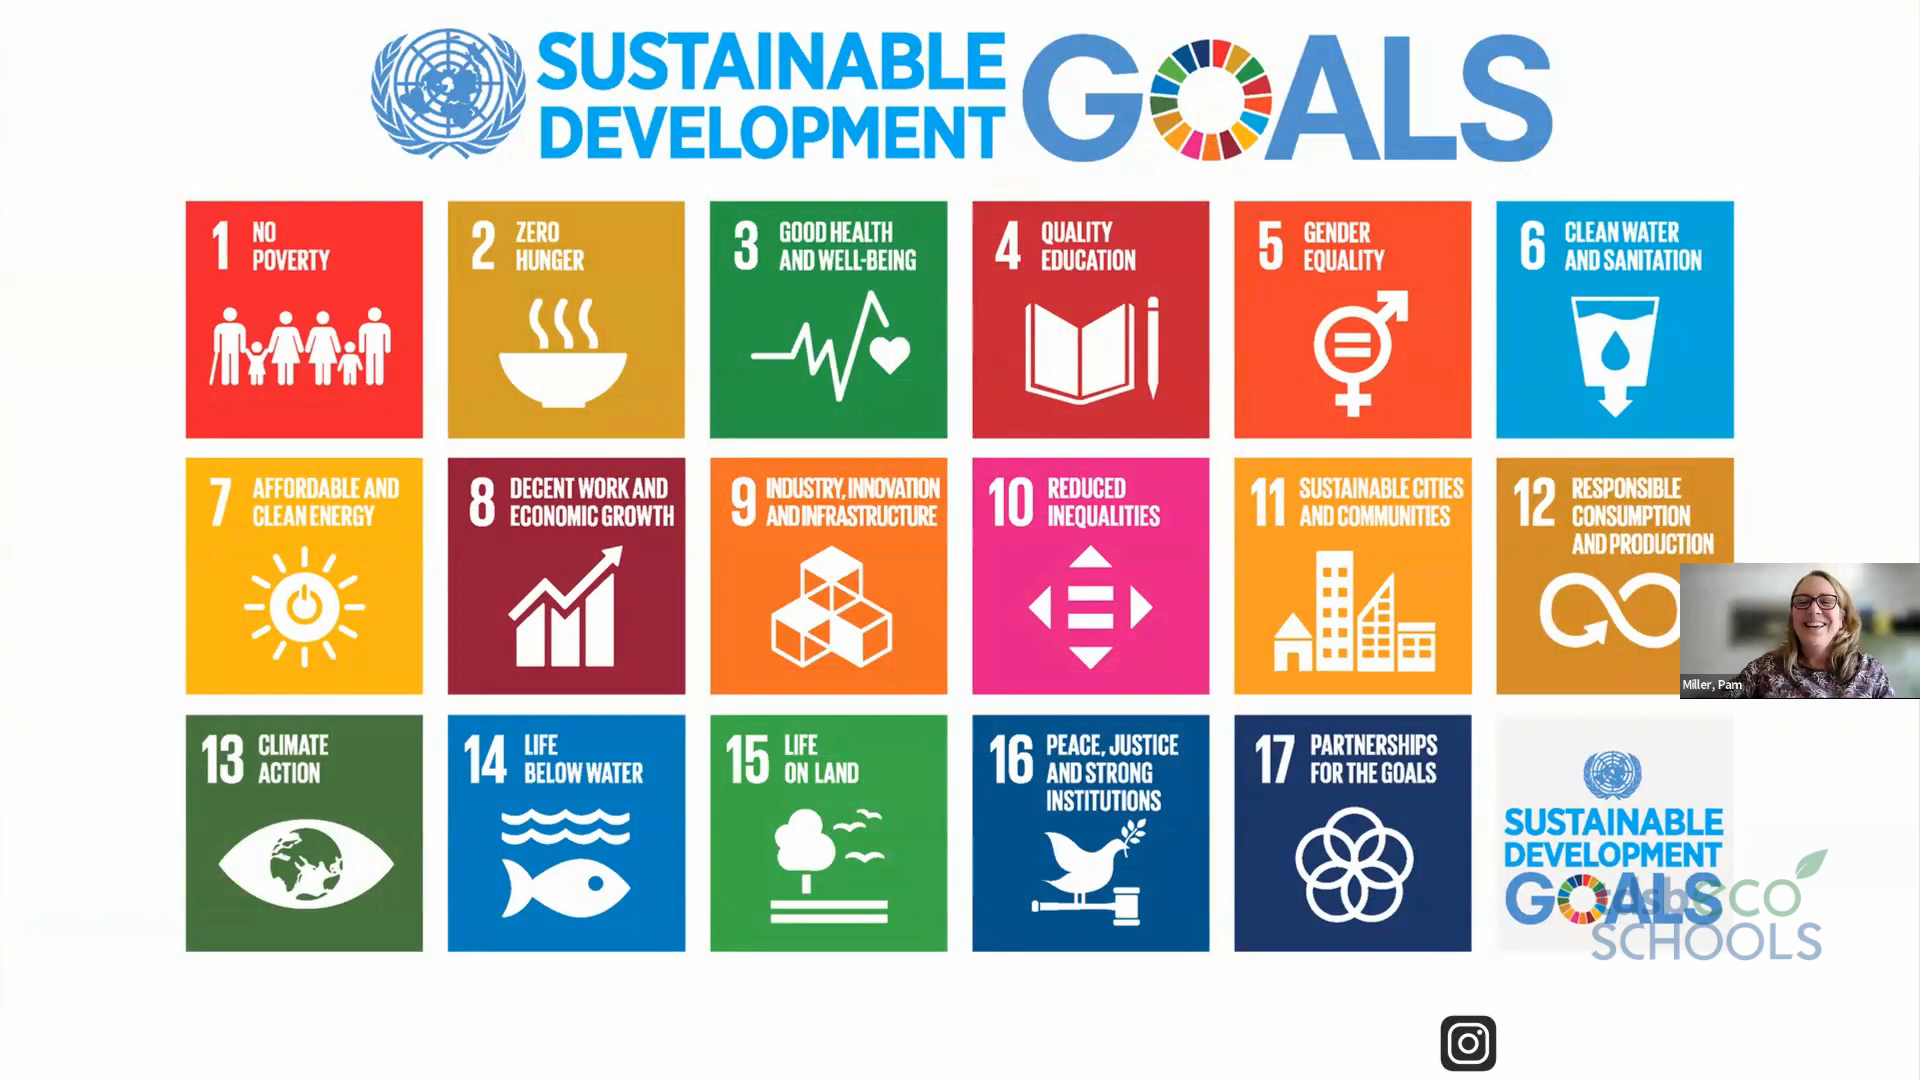 SUSTAINABLE
DEVELOPMENT
GOALS
1 NO
POVERTY
2 ZERO
HUNGER
3 GOOD HEALTH
AND WELL-BEING
4 QUALITY
EDUCATION
5 GENDER
EQUALITY
6 CLEAN WATER
AND SANITATION
7 AFFORDABLE AND
CLEAN ENERGY
8 DECENT WORK AND
ECONOMIC GROWTH
9 INDUSTRY, INNOVATION
AND INFRASTRUCTURE
10 REDUCED
INEQUALITIES
11 SUSTAINABLE CITIES
AND COMMUNITIES
12 RESPONSIBLE
CONSUMPTION
AND PRODUCTION
Miller, Pam
13 CLIMATE
ACTION
14 LIFE
BELOW WATER
15 LIFE
ON LAND
16 PEACE, JUSTICE
AND STRONG
INSTITUTIONS
17 PARTNERSHIPS
FOR THE GOALS
SUSTAINABLE
DEVELOPMENT
GOALS
eco
SCHOOLS